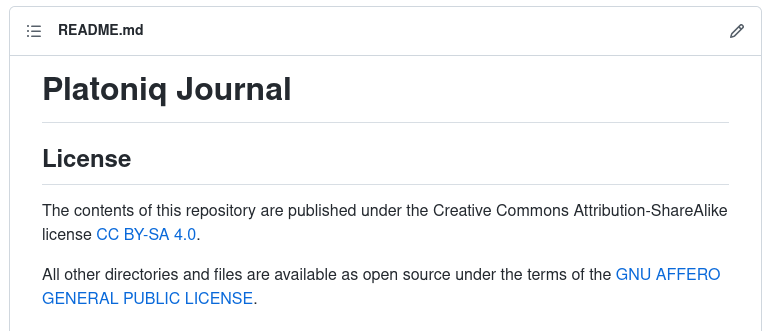 README.md
Platoniq Journal
License
The contents of this repository are published under the Creative Commons Attribution-ShareAlike
license CC BY-SA 4.0.
All other directories and files are available as open source under the terms of the GNU AFFERO
GENERAL PUBLIC LICENSE.